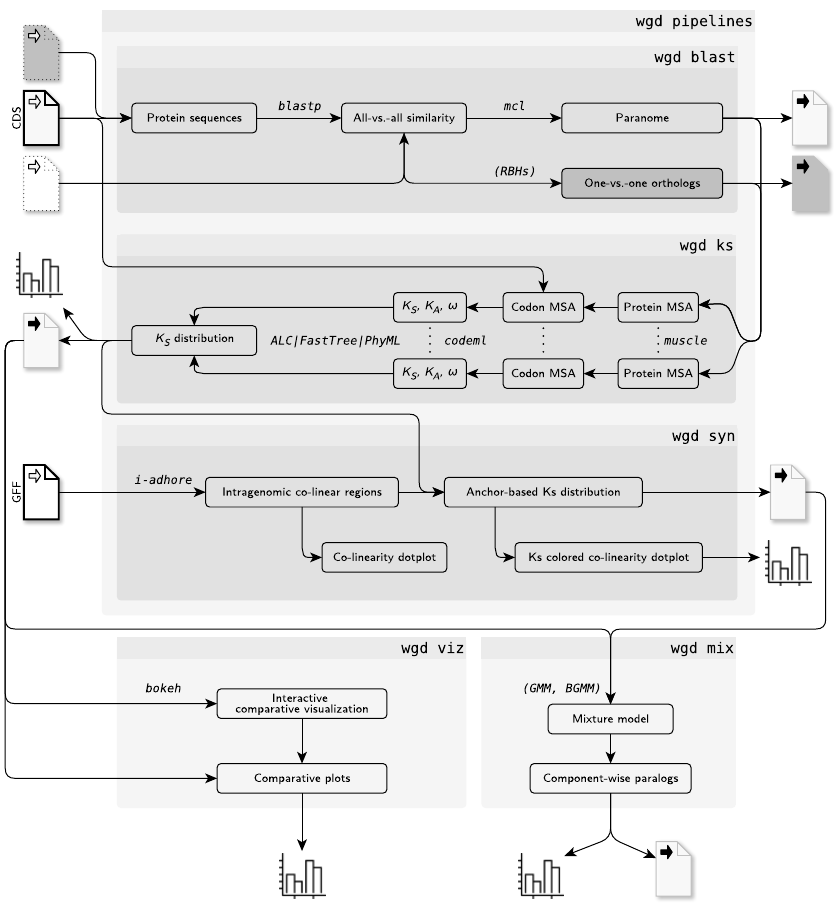 wgd pipelines
wgd blast
CDS
Protein sequences
blastp
All-vs.-all similarity
mcl
Paranome
(RBHs)
One-vs.-one orthologs
wgd ks
K_S, K_A, ω
Codon MSA
Protein MSA
K_S distribution
ALC|FastTree|PhyML
codeml
muscle
K_S, K_A, ω
Codon MSA
Protein MSA
wgd syn
GFF
i-adhore
Intragenomic co-linear regions
Anchor-based Ks distribution
Co-linearity dotplot
Ks colored co-linearity dotplot
wgd viz
bokeh
Interactive
comparative visualization
Comparative plots
wgd mix
(GMM, BGMM)
Mixture model
Component-wise paralogs